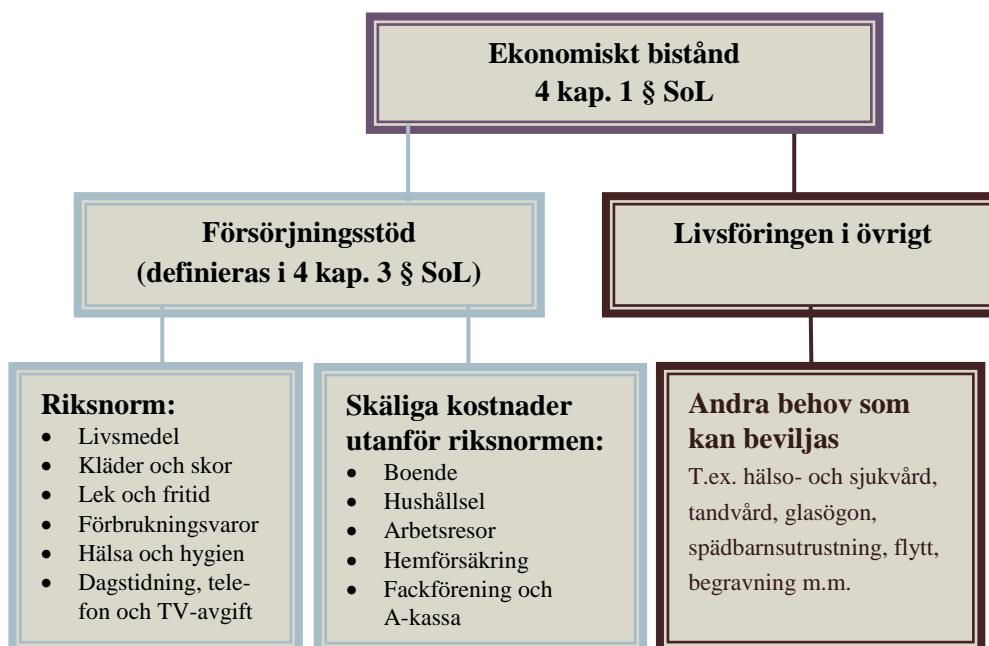 Ekonomiskt bistånd
4 kap. 1 § SoL
Försörjningsstöd
(definieras i 4 kap. 3 § SoL)
Livsföringen i övrigt
Riksnorm:
• Livsmedel
• Kläder och skor
• Lek och fritid
• Förbrukningsvaror
• Hälsa och hygien
• Dagstidning, tele-
fon och TV-avgift
Skäliga kostnader
utanför riksnormen:
• Boende
• Hushållsel
• Arbetsresor
• Hemförsäkring
• Fackförening och
A-kassa
Andra behov som
kan beviljas
T.ex. hälso- och sjukvård,
tandvård, glasögon,
spädbarnsutrustning, flytt,
begravning m.m.